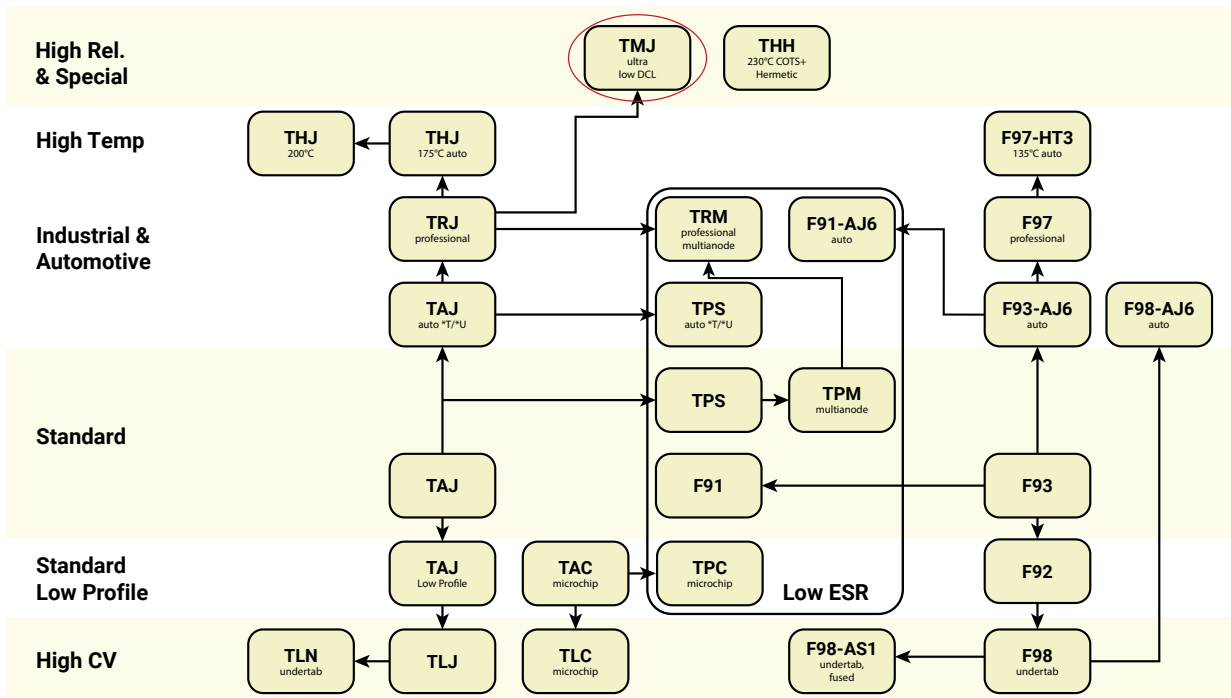 High Rel.
& Special
TMJ
ultra
low DCL
THH
230°C COTS+
Hermetic
High Temp
THJ
200°C
THJ
175°C auto
F97-HT3
135°C auto
Industrial &
Automotive
TRJ
professional
TRM
professional
multianode
F91-AJ6
auto
F97
professional
TAJ
auto *T/*U
TPS
auto *T/*U
F93-AJ6
auto
F98-AJ6
auto
Standard
TPS
TPM
multianode
TAJ
F91
F93
Standard
Low Profile
TAJ
Low Profile
TAC
microchip
TPC
microchip
Low ESR
F92
High CV
TLN
undertab
TLJ
TLC
microchip
F98-AS1
undertab,
fused
F98
undertab